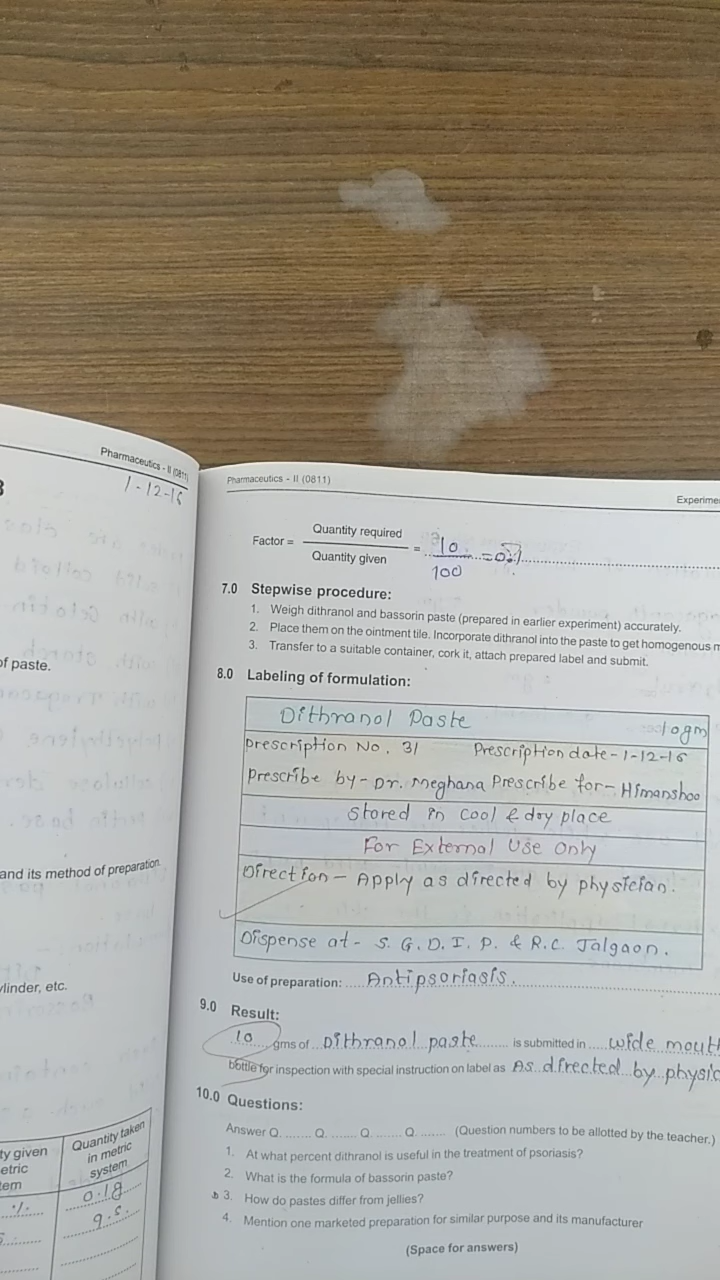 Pharmaceutics - II (0811)
1-12-16
of paste.
and its method of preparation.
ylinder, etc.
Quantity taken
in metric
system
ty given
etric
tem
0.1g
Pharmaceutics - II (0811)
Experime
Factor = Quantity required / Quantity given = 10 / 100 = 0.1
7.0 Stepwise procedure:
1. Weigh dithranol and bassorin paste (prepared in earlier experiment) accurately.
2. Place them on the ointment tile. Incorporate dithranol into the paste to get homogenous m
3. Transfer to a suitable container, cork it, attach prepared label and submit.
8.0 Labeling of formulation:
Dithranol Paste 10gm
prescription No. 31 Prescription date - 1-12-16
Prescribe by - Dr. Meghana Prescribe for - Himanshoo
stored in cool & dry place
For External Use Only
Direction - Apply as directed by physician.
Dispense at - S. G. D. I. P. & R.C. Jalgaon.
Use of preparation: Antipsoriasis.
9.0 Result:
10 gms of Dithranol paste is submitted in wide mouth
bottle for inspection with special instruction on label as As directed by physic
10.0 Questions:
Answer Q. ....... Q. ....... Q. ....... Q. ....... (Question numbers to be allotted by the teacher.)
1. At what percent dithranol is useful in the treatment of psoriasis?
2. What is the formula of bassorin paste?
3. How do pastes differ from jellies?
4. Mention one marketed preparation for similar purpose and its manufacturer
(Space for answers)